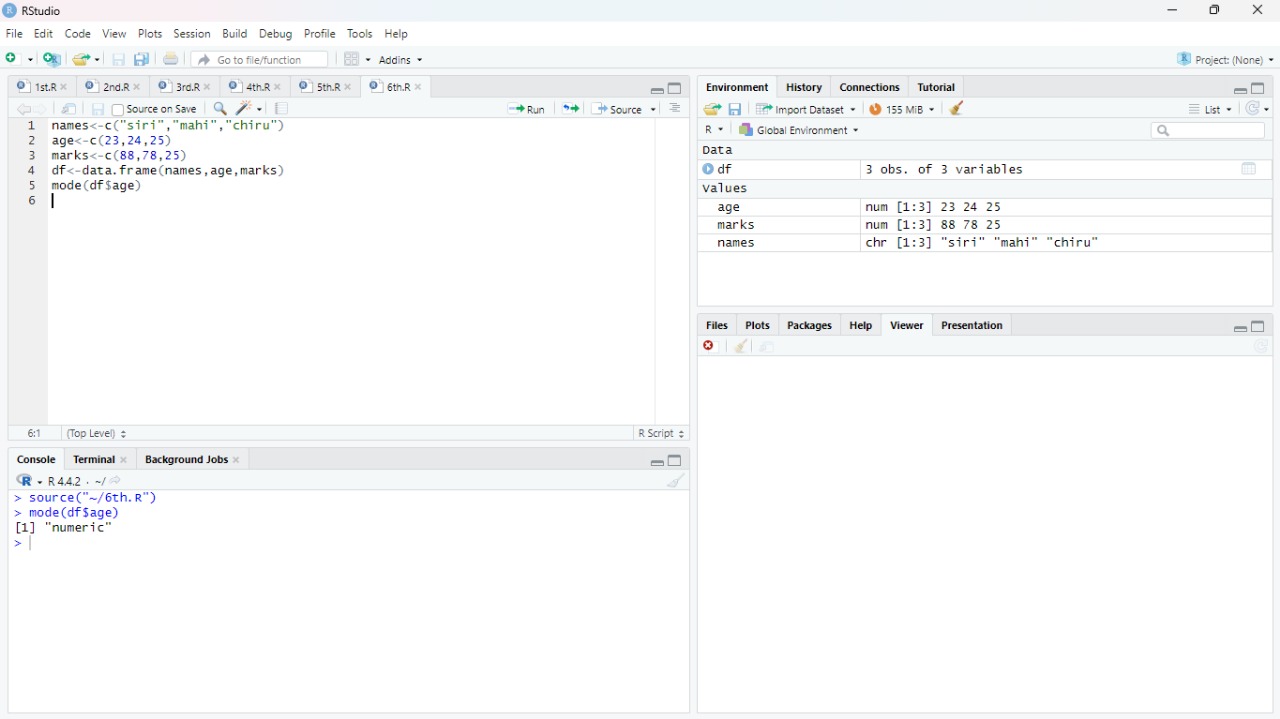 RStudio
File Edit Code View Plots Session Build Debug Profile Tools Help
Go to file/function Addins Project: (None)
1st.R 2nd.R 3rd.R 4th.R 5th.R 6th.R
Source on Save Run Source
1 names<-c("siri","mahi","chiru")
2 age<-c(23,24,25)
3 marks<-c(88,78,25)
4 df<-data.frame(names,age,marks)
5 mode(df$age)
6
6:1 (Top Level) R Script
Console Terminal Background Jobs
R 4.4.2 · ~/
> source("~/6th.R")
> mode(df$age)
[1] "numeric"
>
Environment History Connections Tutorial
Import Dataset 155 MiB List
R Global Environment
Data
df 3 obs. of 3 variables
Values
age num [1:3] 23 24 25
marks num [1:3] 88 78 25
names chr [1:3] "siri" "mahi" "chiru"
Files Plots Packages Help Viewer Presentation